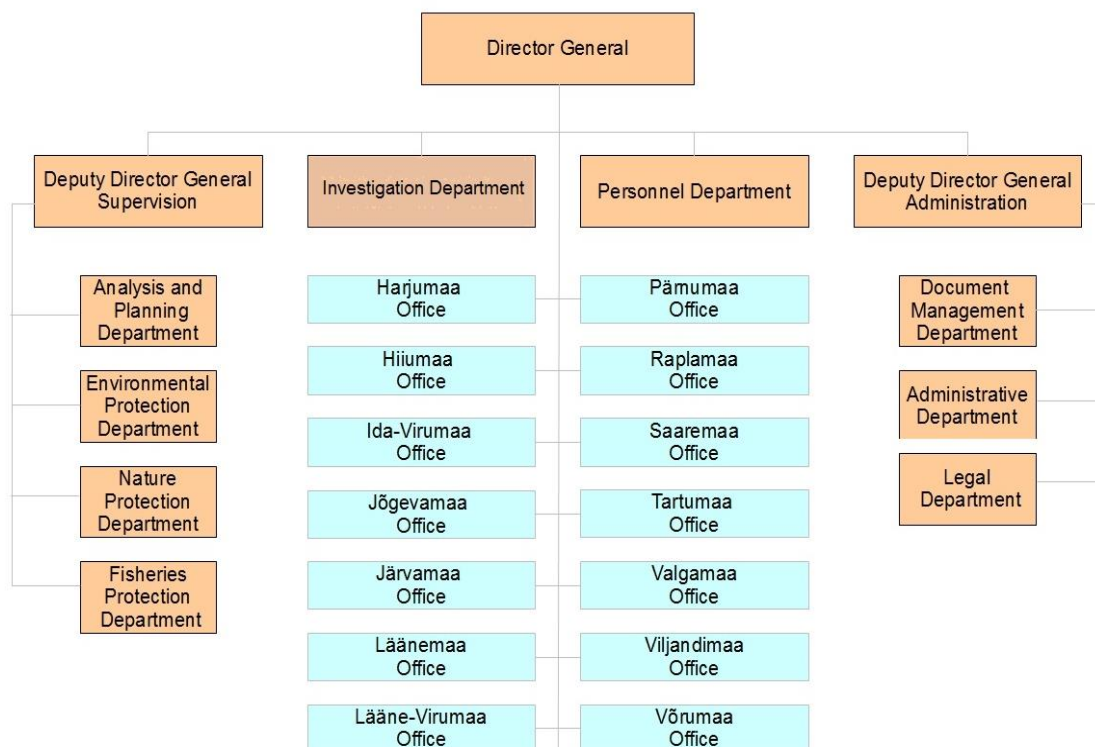 Director General
Deputy Director General
Supervision
Investigation Department
Personnel Department
Deputy Director General
Administration
Analysis and
Planning
Department
Environmental
Protection
Department
Nature
Protection
Department
Fisheries
Protection
Department
Harjumaa
Office
Hiiumaa
Office
Ida-Virumaa
Office
Jõgevamaa
Office
Järvamaa
Office
Läänemaa
Office
Lääne-Virumaa
Office
Pärnumaa
Office
Raplamaa
Office
Saaremaa
Office
Tartumaa
Office
Valgamaa
Office
Viljandimaa
Office
Võrumaa
Office
Document
Management
Department
Administrative
Department
Legal
Department